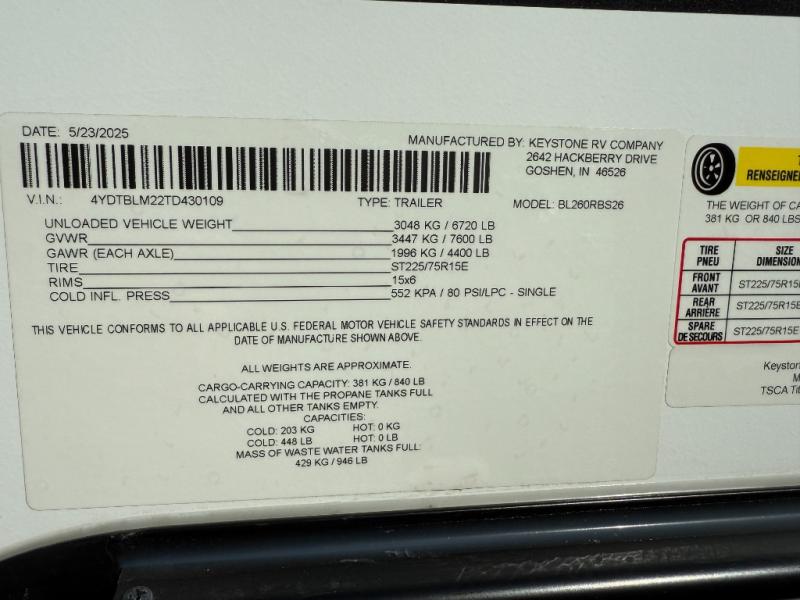 DATE: 5/23/2025
MANUFACTURED BY: KEYSTONE RV COMPANY
2642 HACKBERRY DRIVE
GOSHEN, IN 46526
V.I.N.: 4YDTBLM22TD430109 TYPE: TRAILER MODEL: BL260RBS26
UNLOADED VEHICLE WEIGHT 3048 KG / 6720 LB
GVWR 3447 KG / 7600 LB
GAWR (EACH AXLE) 1996 KG / 4400 LB
TIRE ST225/75R15E
RIMS 15x6
COLD INFL. PRESS 552 KPA / 80 PSI/LPC - SINGLE
THIS VEHICLE CONFORMS TO ALL APPLICABLE U.S. FEDERAL MOTOR VEHICLE SAFETY STANDARDS IN EFFECT ON THE
DATE OF MANUFACTURE SHOWN ABOVE.
ALL WEIGHTS ARE APPROXIMATE.
CARGO-CARRYING CAPACITY: 381 KG / 840 LB
CALCULATED WITH THE PROPANE TANKS FULL
AND ALL OTHER TANKS EMPTY.
CAPACITIES:
COLD: 203 KG HOT: 0 KG
COLD: 448 LB HOT: 0 LB
MASS OF WASTE WATER TANKS FULL:
429 KG / 946 LB
RENSEIGNEME
THE WEIGHT OF CA
381 KG OR 840 LBS
TIRE SIZE
PNEU DIMENSION
FRONT
AVANT ST225/75R15E
REAR
ARRIÈRE ST225/75R15E
SPARE
DE SECOURS ST225/75R15E
Keyston
M
TSCA Tit